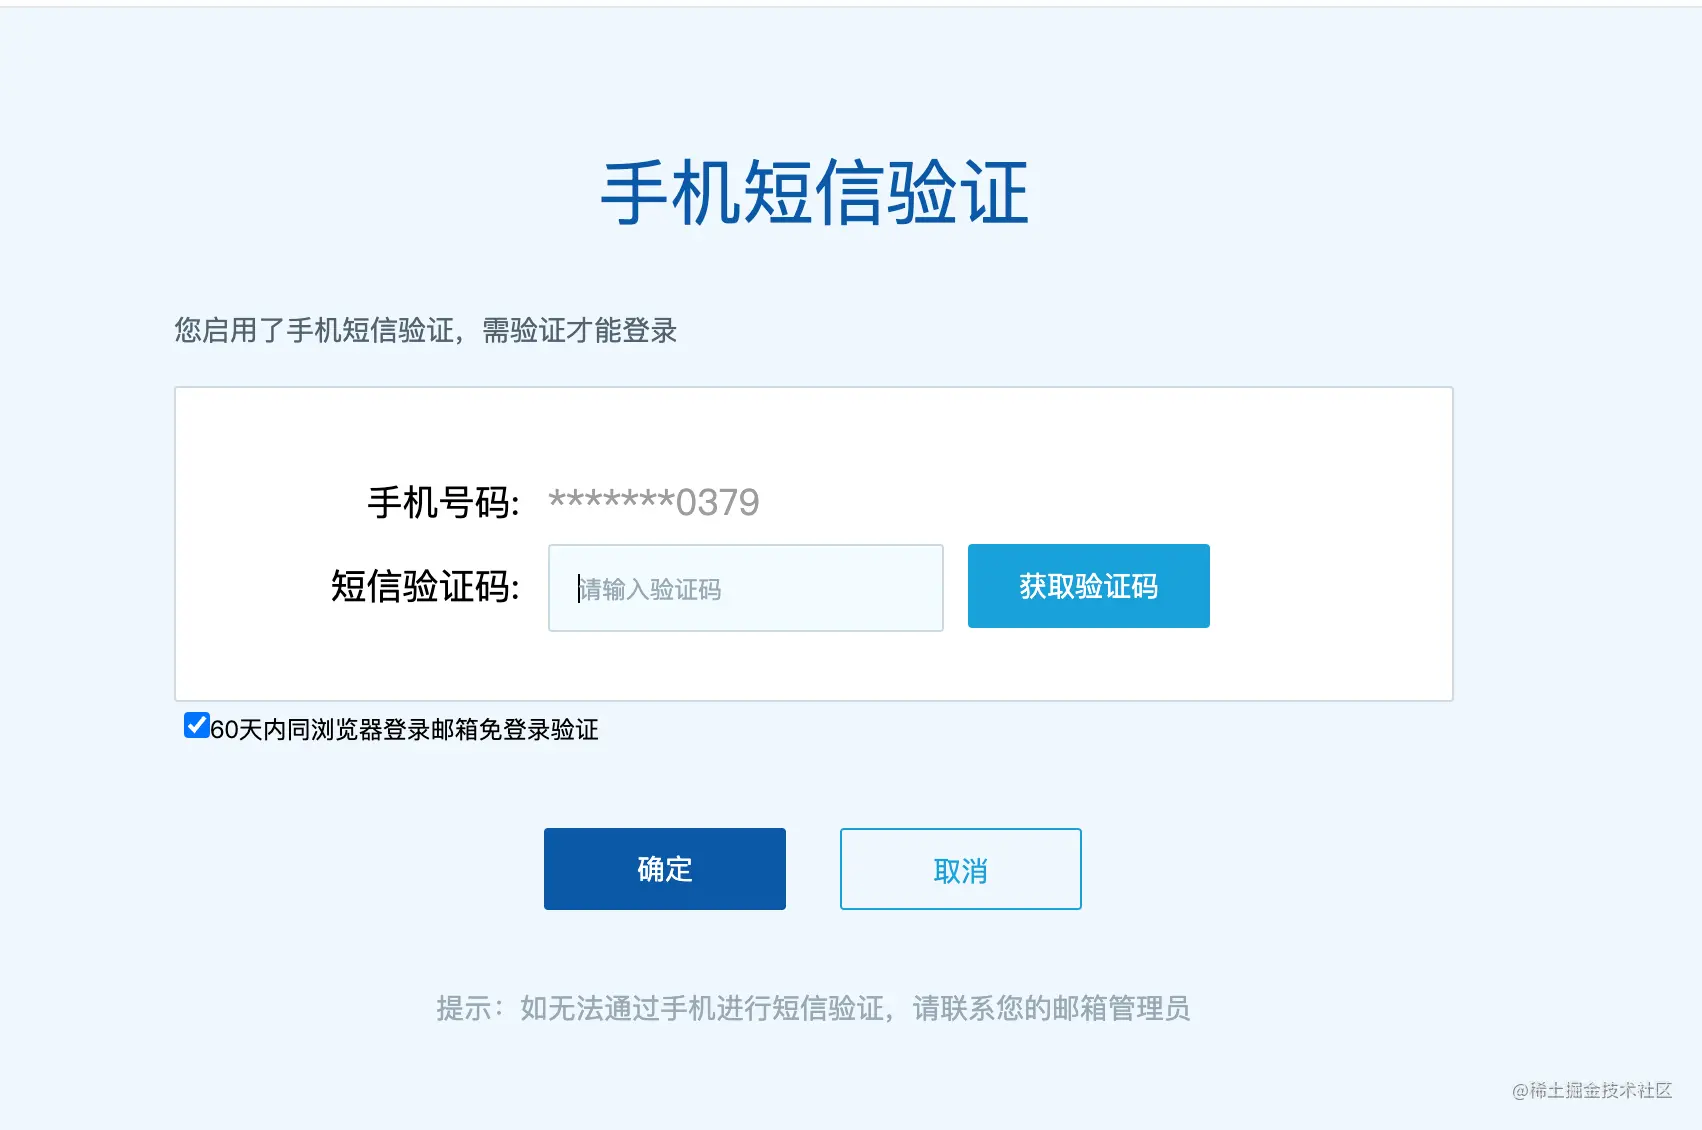 手机短信验证
您启用了手机短信验证，需验证才能登录
手机号码: *******0379
短信验证码: 请输入验证码 获取验证码
60天内同浏览器登录邮箱免登录验证
确定 取消
提示：如无法通过手机进行短信验证，请联系您的邮箱管理员
@稀土掘金技术社区